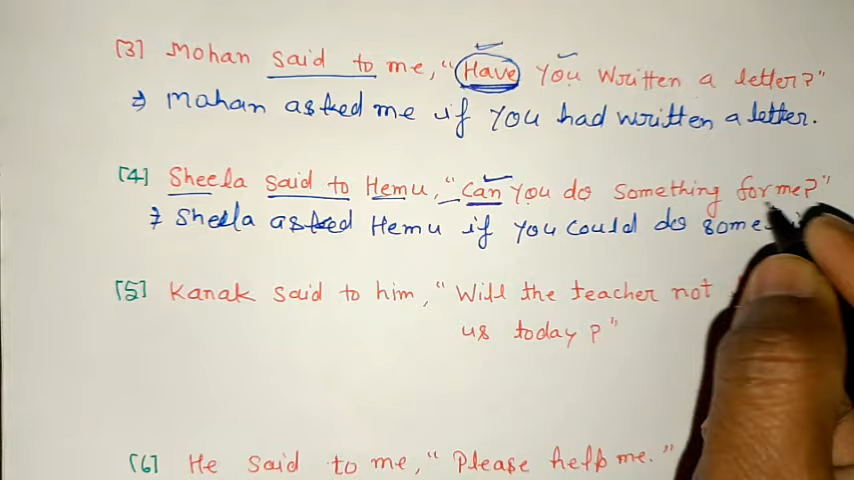 [3] Mohan said to me, "Have you written a letter?"
⇒ Mohan asked me if you had written a letter.
[4] Sheela said to Hemu, "Can you do something for me?"
⇒ Sheela asked Hemu if you could do some
[5] Kanak said to him, "Will the teacher not
us today?"
[6] He said to me, "Please help me."